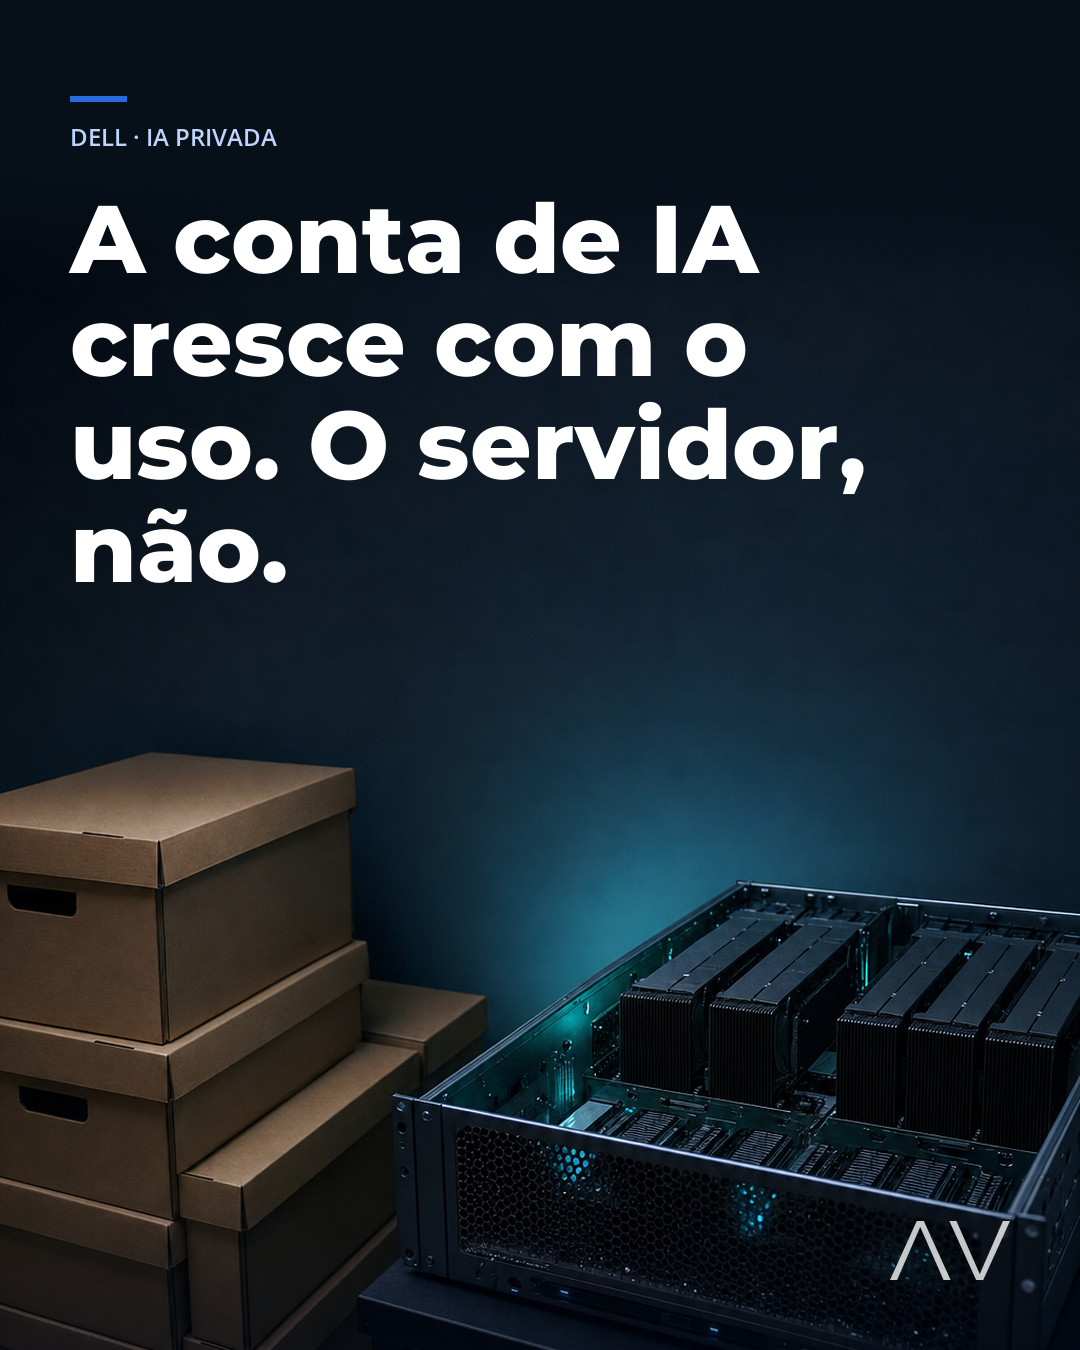 DELL · IA PRIVADA
A conta de IA
cresce com o
uso. O servidor,
não.
AV